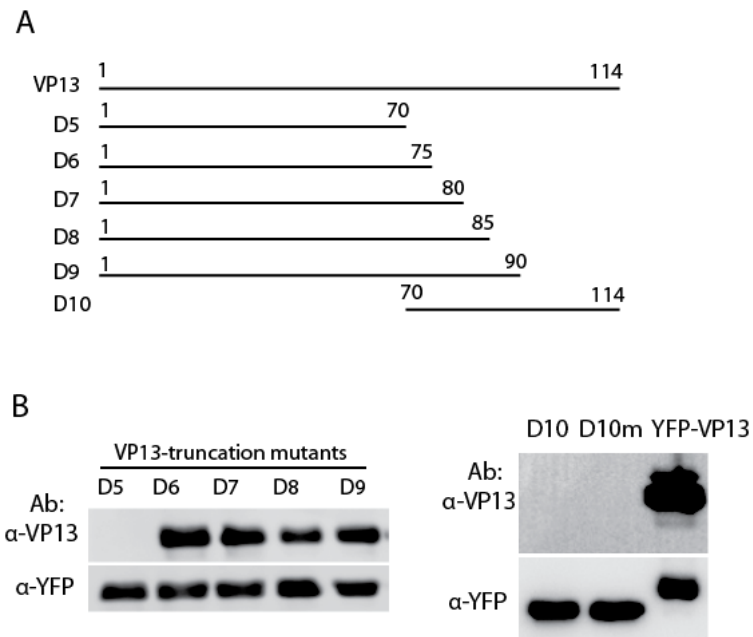 A
VP13 1 114
D5 1 70
D6 1 75
D7 1 80
D8 1 85
D9 1 90
D10 70 114
B
VP13-truncation mutants
D5 D6 D7 D8 D9
Ab:
α-VP13
α-YFP
D10 D10m YFP-VP13
Ab:
α-VP13
α-YFP